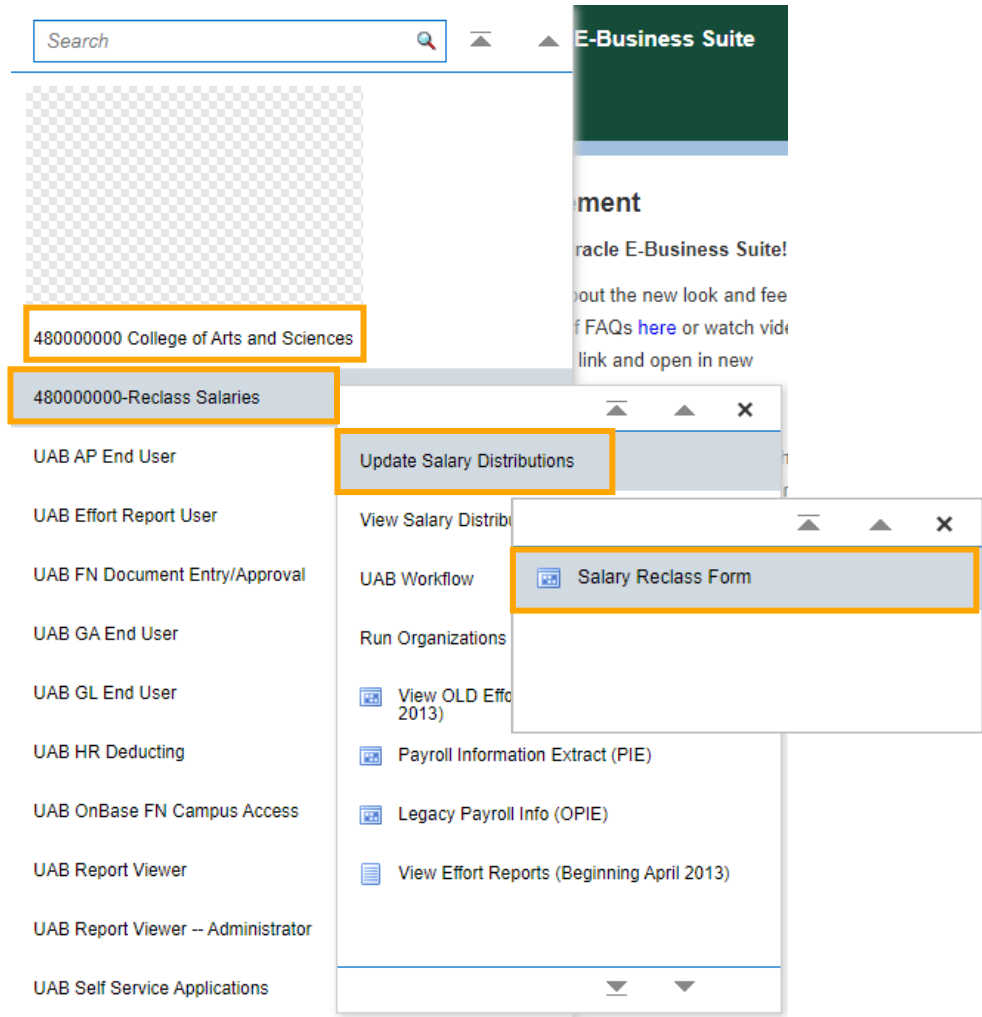 Search
E-Business Suite
ment
racle E-Business Suite!
out the new look and fee
f FAQs here or watch vide
link and open in new
480000000 College of Arts and Sciences
480000000-Reclass Salaries
UAB AP End User
UAB Effort Report User
UAB FN Document Entry/Approval
UAB GA End User
UAB GL End User
UAB HR Deducting
UAB OnBase FN Campus Access
UAB Report Viewer
UAB Report Viewer -- Administrator
UAB Self Service Applications
Update Salary Distributions
View Salary Distribu
UAB Workflow
Run Organizations
View OLD Effo
2013)
Payroll Information Extract (PIE)
Legacy Payroll Info (OPIE)
View Effort Reports (Beginning April 2013)
Salary Reclass Form